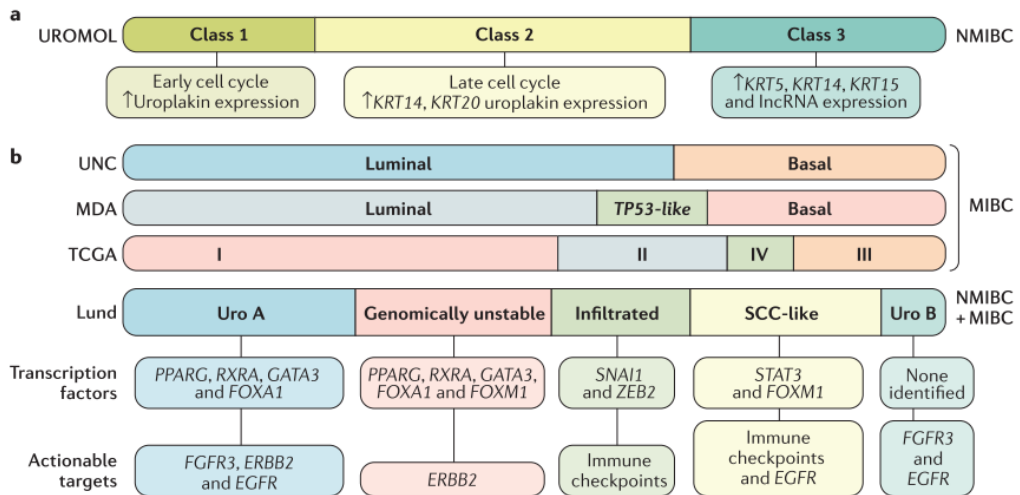 a
UROMOL Class 1 Class 2 Class 3 NMIBC
Early cell cycle
↑Uroplakin expression
Late cell cycle
↑KRT14, KRT20 uroplakin expression
↑KRT5, KRT14, KRT15
and lncRNA expression
b
UNC Luminal Basal
MDA Luminal TP53-like Basal
MIBC
TCGA I II IV III
Lund Uro A Genomically unstable Infiltrated SCC-like Uro B
NMIBC
+ MIBC
Transcription
factors
PPARG, RXRA, GATA3
and FOXA1
PPARG, RXRA, GATA3,
FOXA1 and FOXM1
SNAI1
and ZEB2
STAT3
and FOXM1
None
identified
Actionable
targets
FGFR3, ERBB2
and EGFR
ERBB2
Immune
checkpoints
Immune
checkpoints
and EGFR
FGFR3
and
EGFR